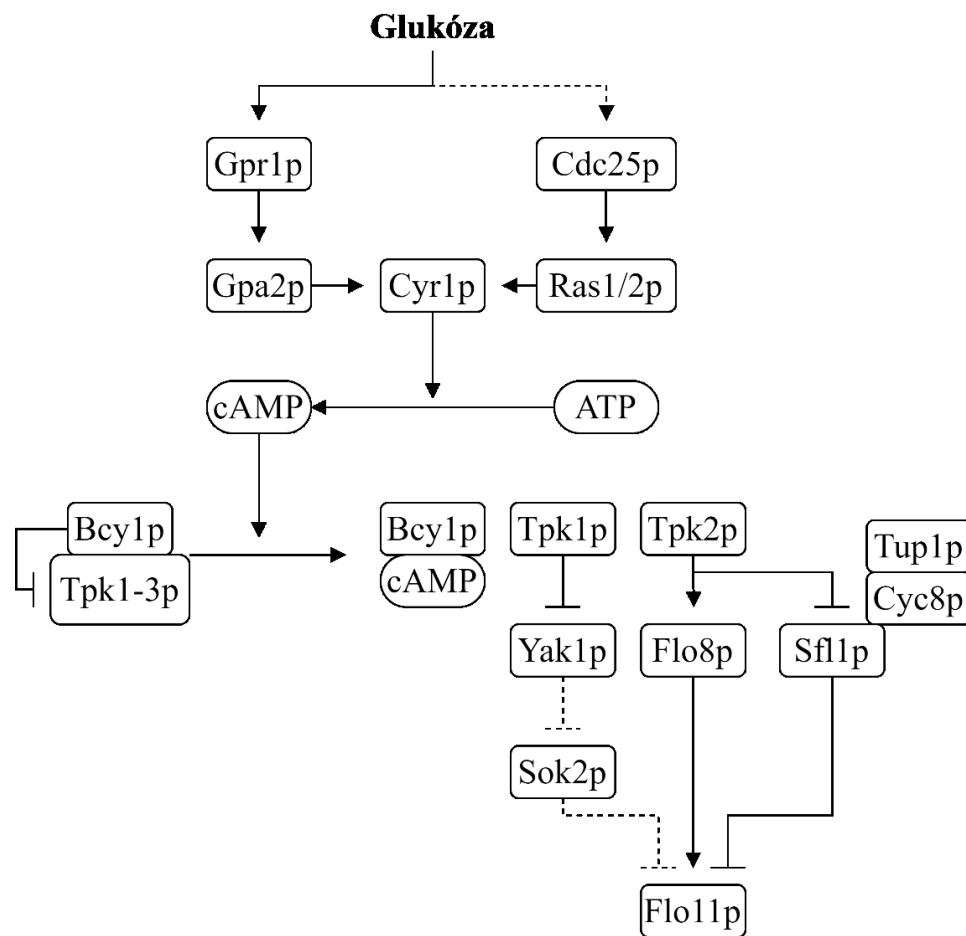 Glukóza
Gpr1p
Cdc25p
Gpa2p
Cyr1p
Ras1/2p
cAMP
ATP
Bcy1p
Tpk1-3p
Bcy1p
cAMP
Tpk1p
Tpk2p
Tup1p
Cyc8p
Yak1p
Flo8p
Sfl1p
Sok2p
Flo11p